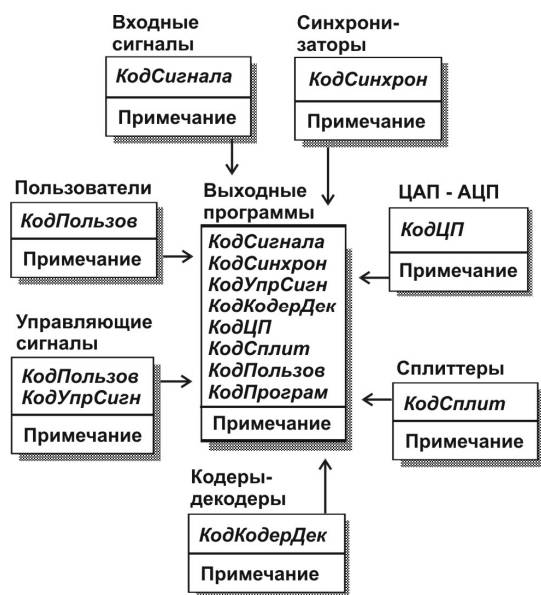 Входные
сигналы
КодСигнала
Примечание
Синхрони-
заторы
КодСинхрон
Примечание
Пользователи
КодПользов
Примечание
Выходные
программы
КодСигнала
КодСинхрон
КодУпрСигн
КодКодерДек
КодЦП
КодСплит
КодПользов
КодПрограм
Примечание
ЦАП - АЦП
КодЦП
Примечание
Управляющие
сигналы
КодПользов
КодУпрСигн
Примечание
Сплиттеры
КодСплит
Примечание
Кодеры-
декодеры
КодКодерДек
Примечание